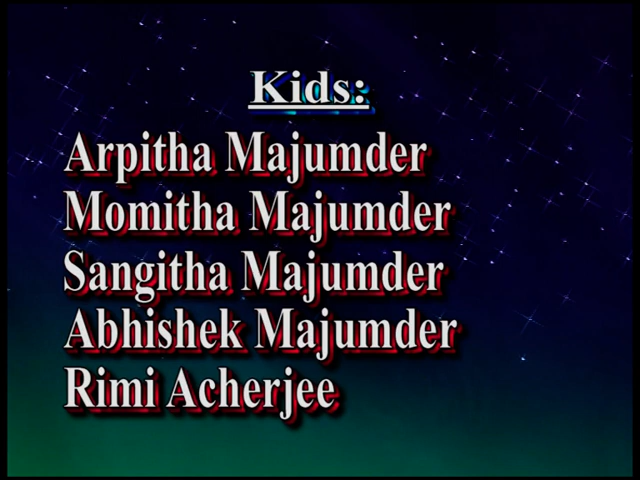 Kids:
Arpitha Majumder
Momitha Majumder
Sangitha Majumder
Abhishek Majumder
Rimi Acherjee